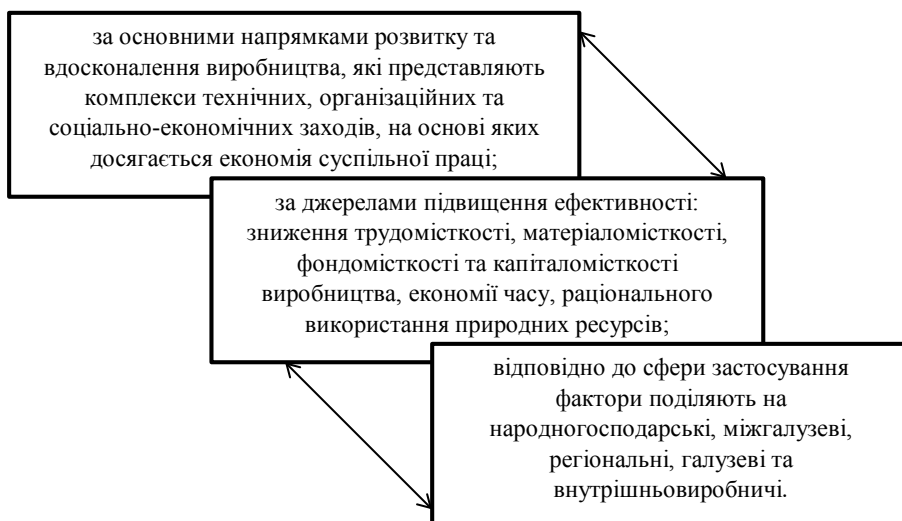 за основними напрямками розвитку та
вдосконалення виробництва, які представляють
комплекси технічних, організаційних та
соціально-економічних заходів, на основі яких
досягається економія суспільної праці;
за джерелами підвищення ефективності:
зниження трудомісткості, матеріаломісткості,
фондомісткості та капіталомісткості
виробництва, економії часу, раціонального
використання природних ресурсів;
відповідно до сфери застосування
фактори поділяють на
народногосподарські, міжгалузеві,
регіональні, галузеві та
внутрішньовиробничі.